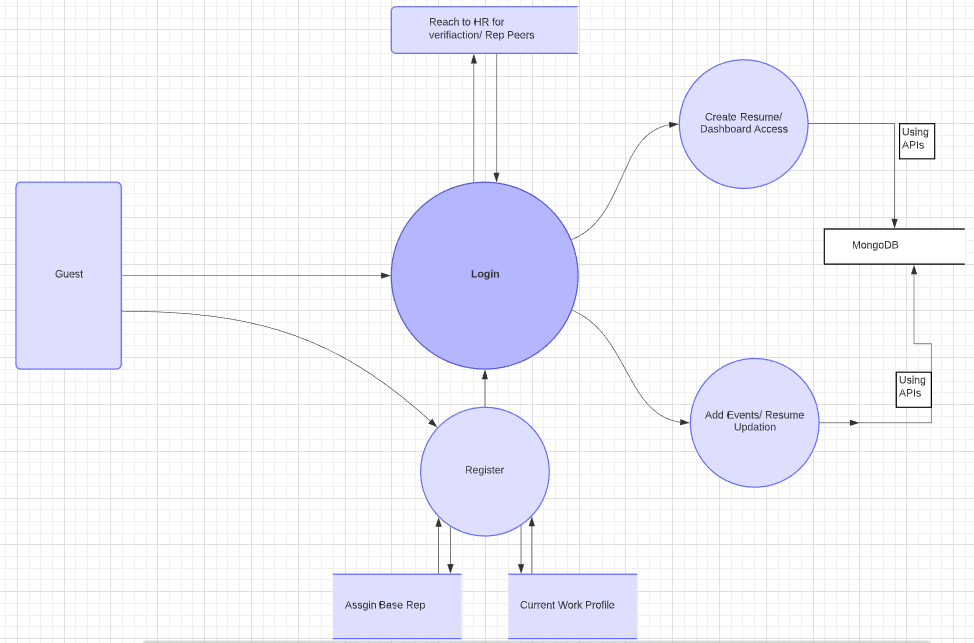 Reach to HR for
verifiaction/ Rep Peers
Create Resume/
Dashboard Access
Using
APIs
MongoDB
Guest
Login
Using
APIs
Add Events/ Resume
Updation
Register
Assgin Base Rep
Current Work Profile